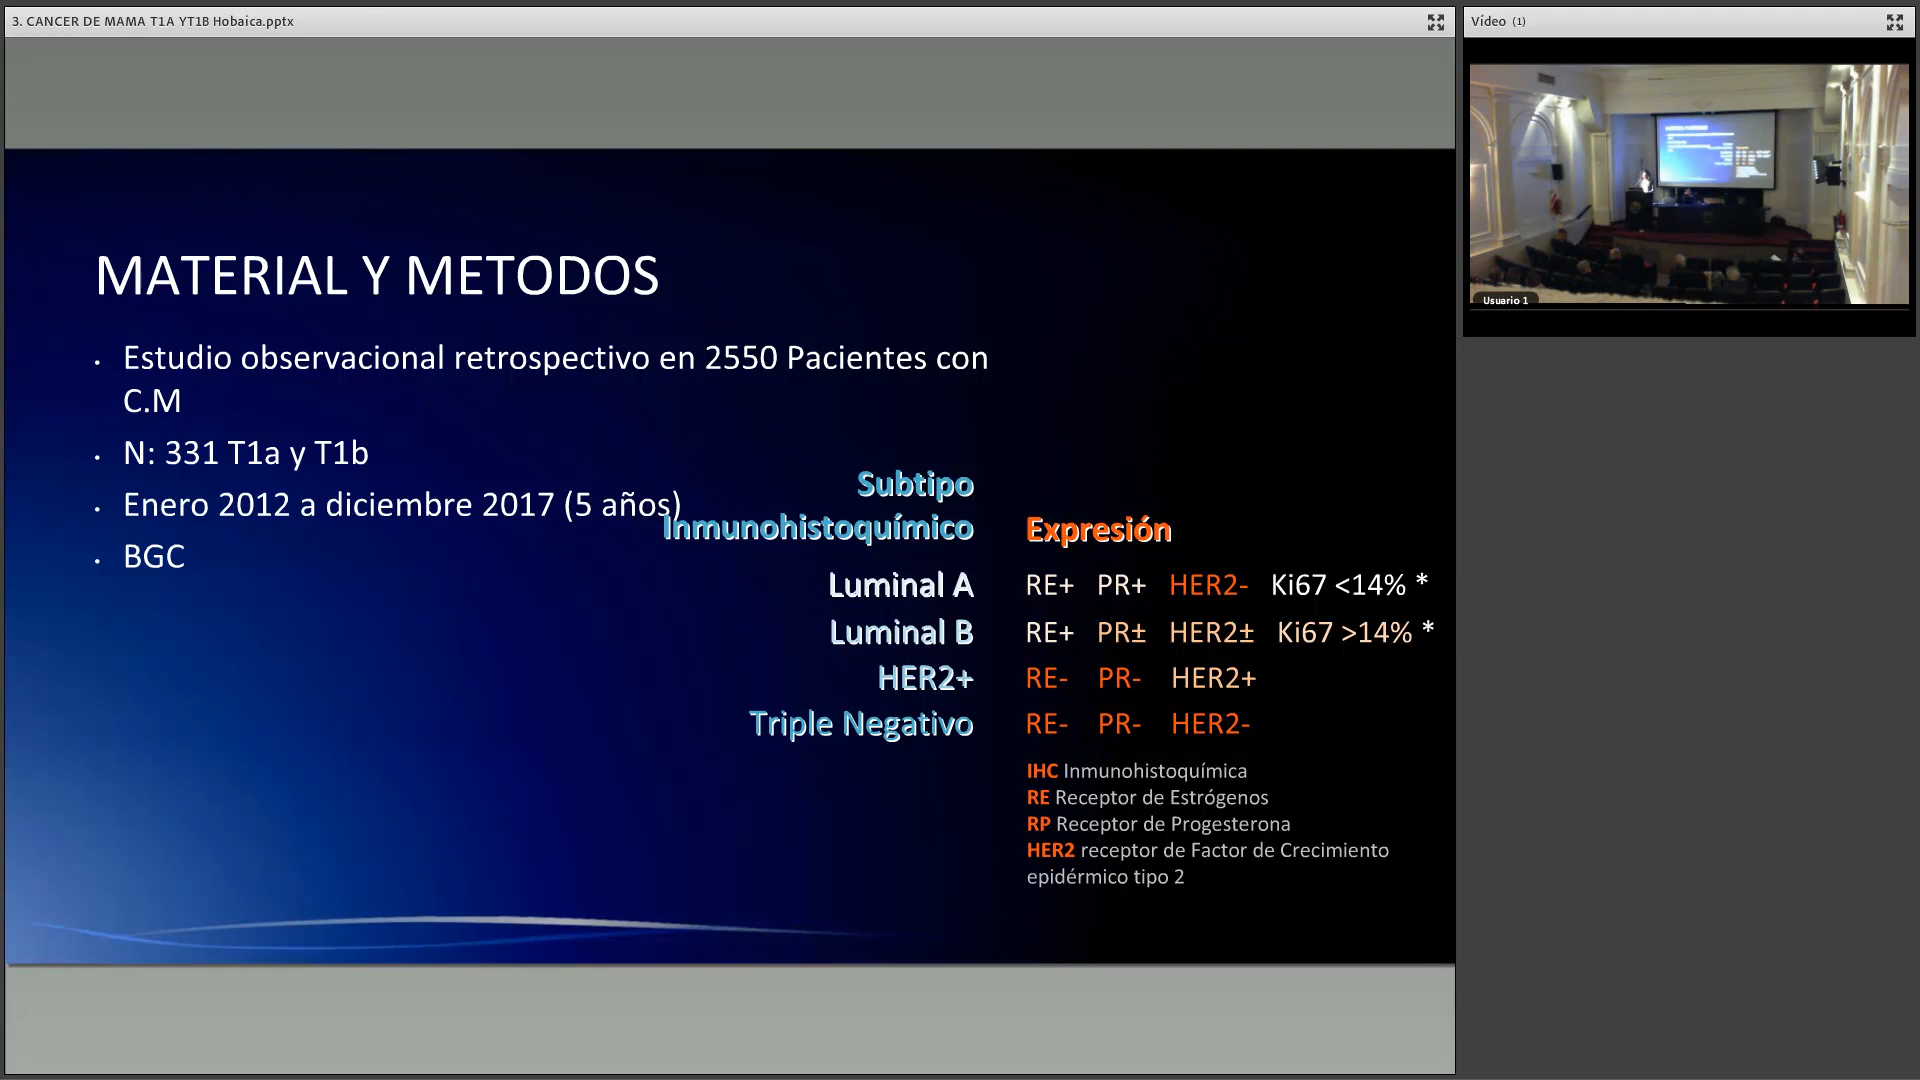 3. CANCER DE MAMA T1A YT1B Hobaica.pptx
MATERIAL Y METODOS
• Estudio observacional retrospectivo en 2550 Pacientes con
C.M
• N: 331 T1a y T1b
• Enero 2012 a diciembre 2017 (5 años)
• BGC
Subtipo
Inmunohistoquímico Expresión
Luminal A RE+ PR+ HER2- Ki67 <14% *
Luminal B RE+ PR± HER2± Ki67 >14% *
HER2+ RE- PR- HER2+
Triple Negativo RE- PR- HER2-
IHC Inmunohistoquímica
RE Receptor de Estrógenos
RP Receptor de Progesterona
HER2 receptor de Factor de Crecimiento
epidérmico tipo 2
Vídeo (1)
Usuario 1